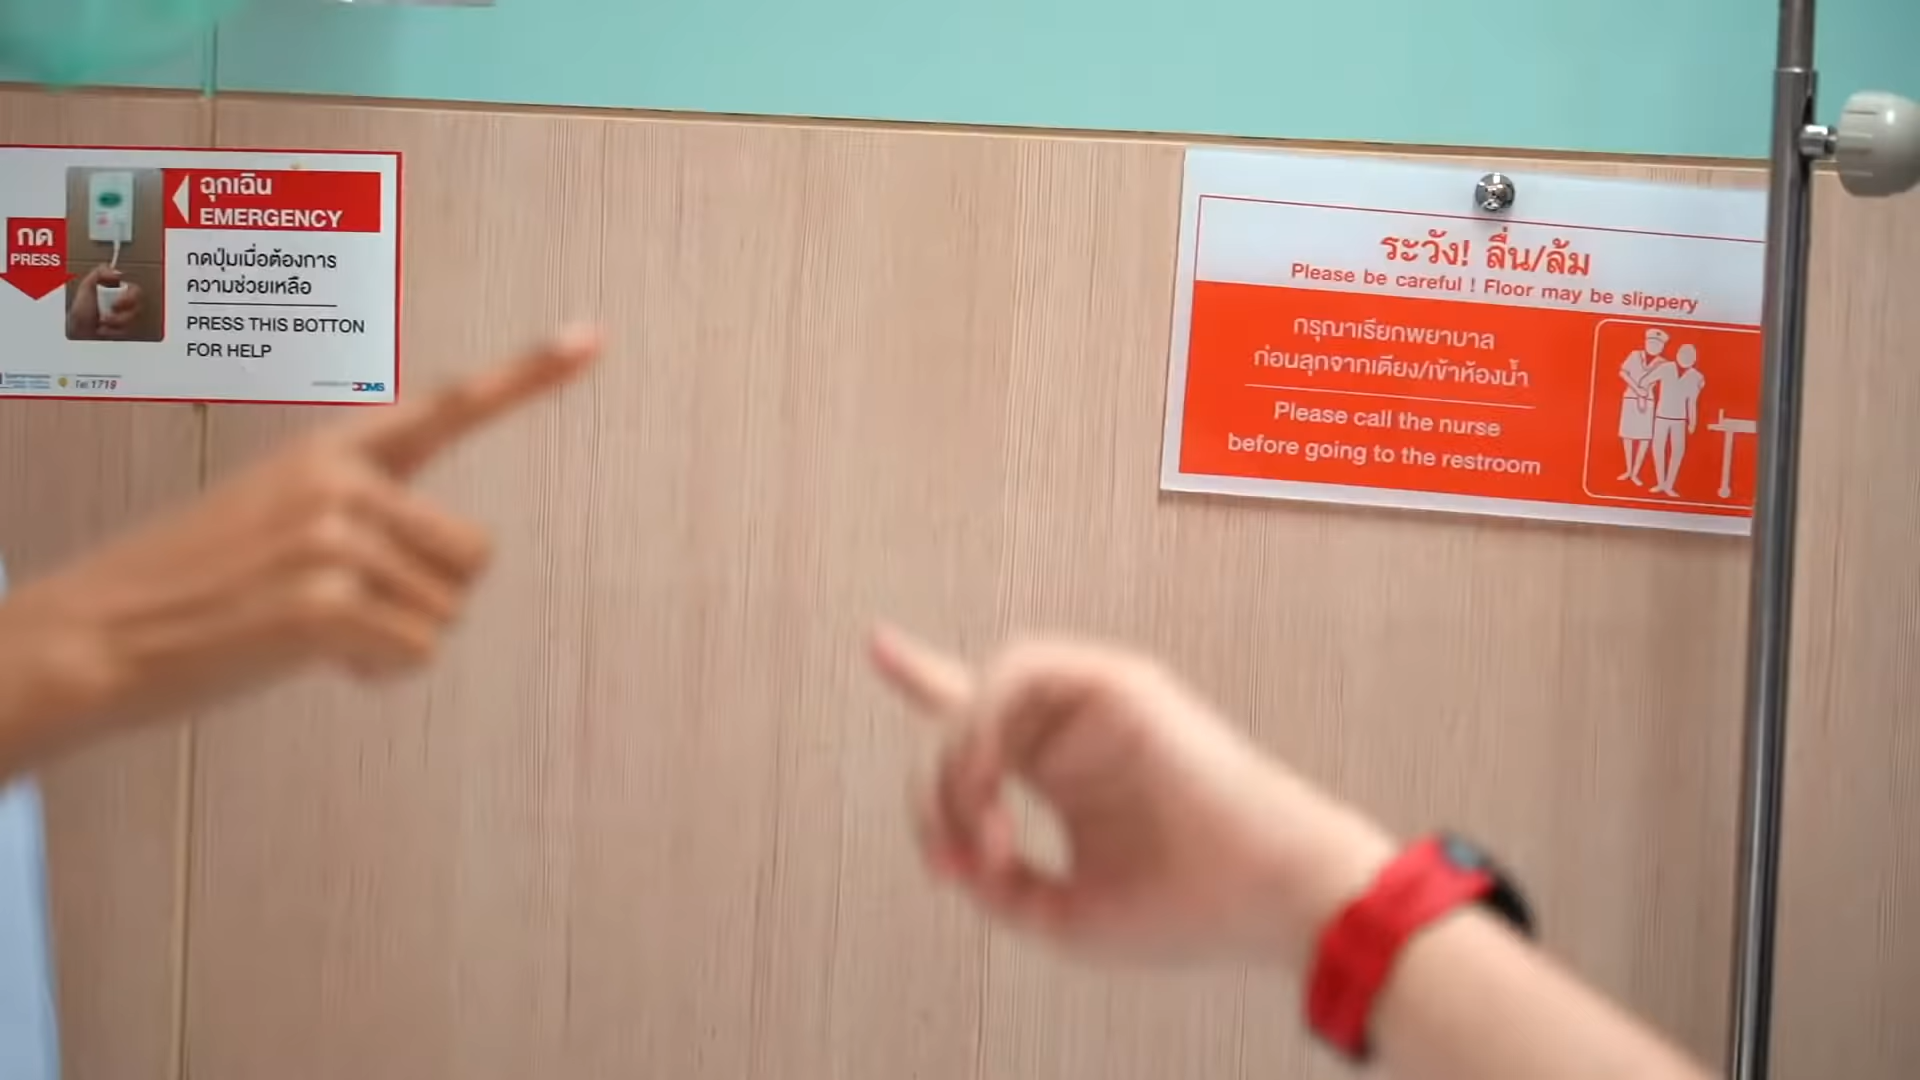 กด
PRESS
ฉุกเฉิน
EMERGENCY
กดปุ่มเมื่อต้องการ
ความช่วยเหลือ
PRESS THIS BOTTON
FOR HELP
Tel.1719
ระวัง! ลื่น/ล้ม
Please be careful ! Floor may be slippery
กรุณาเรียกพยาบาล
ก่อนลุกจากเตียง/เข้าห้องน้ำ
Please call the nurse
before going to the restroom